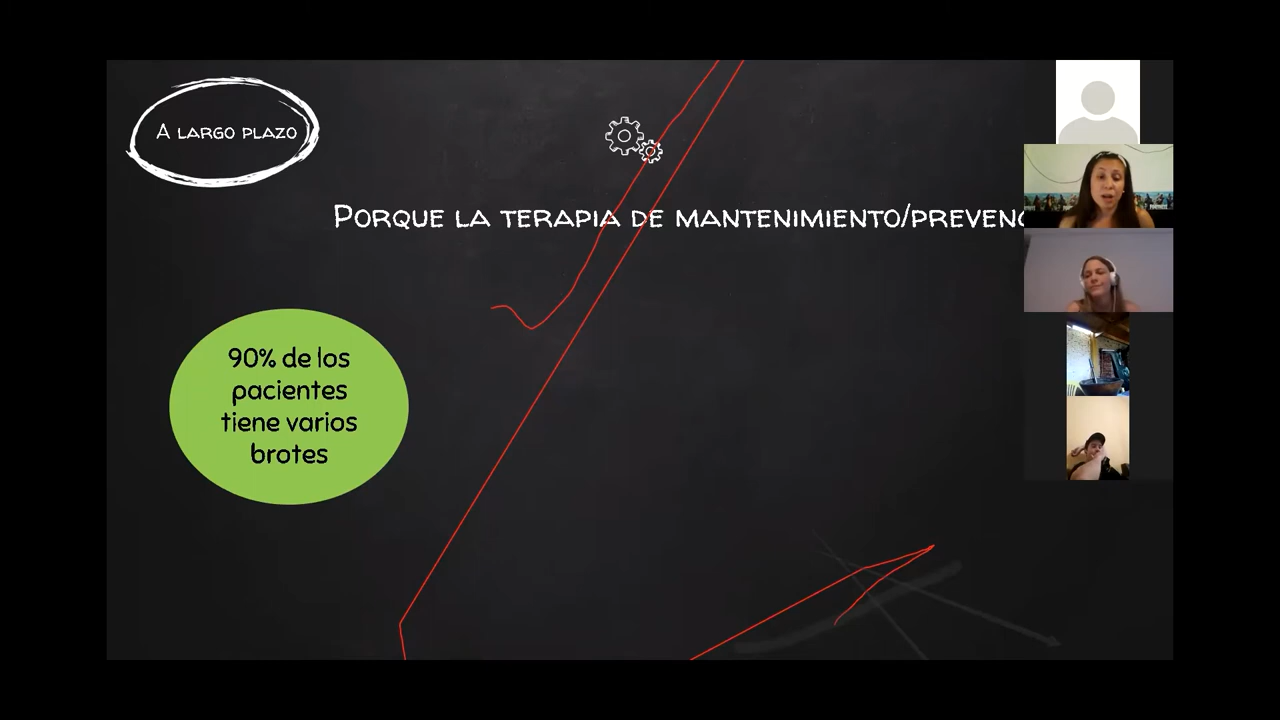 A LARGO PLAZO
PORQUE LA TERAPIA DE MANTENIMIENTO/PREVENC
90% de los
pacientes
tiene varios
brotes